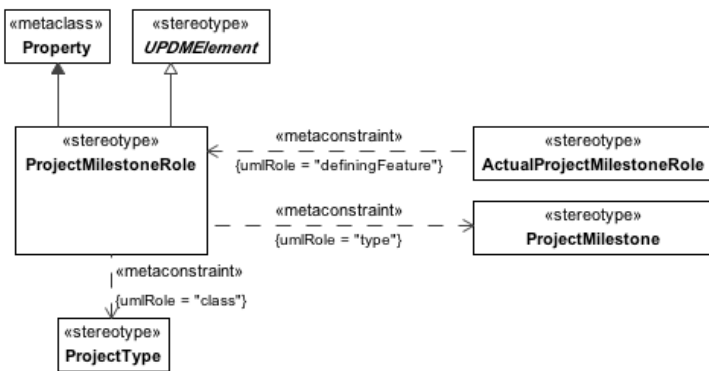 «metaclass»
Property
«stereotype»
UPDMElement
«stereotype»
ProjectMilestoneRole
«metaconstraint»
{umlRole = "definingFeature"}
«stereotype»
ActualProjectMilestoneRole
«metaconstraint»
{umlRole = "type"}
«stereotype»
ProjectMilestone
«metaconstraint»
{umlRole = "class"}
«stereotype»
ProjectType